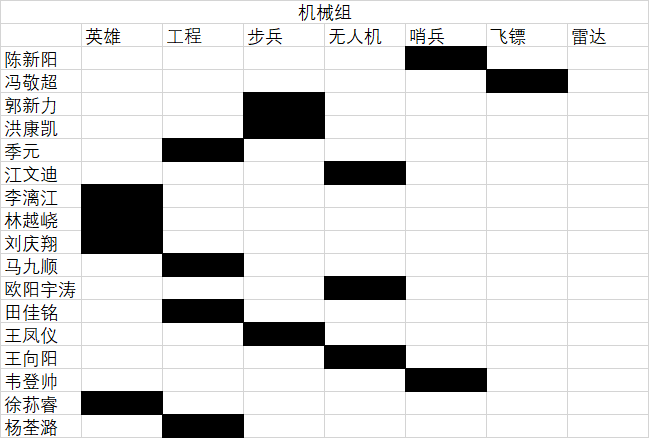 机械组
英雄 工程 步兵 无人机 哨兵 飞镖 雷达
陈新阳
冯敬超
郭新力
洪康凯
季元
江文迪
李漓江
林越峣
刘庆翔
马九顺
欧阳宇涛
田佳铭
王凤仪
王向阳
韦登帅
徐荪睿
杨荃潞